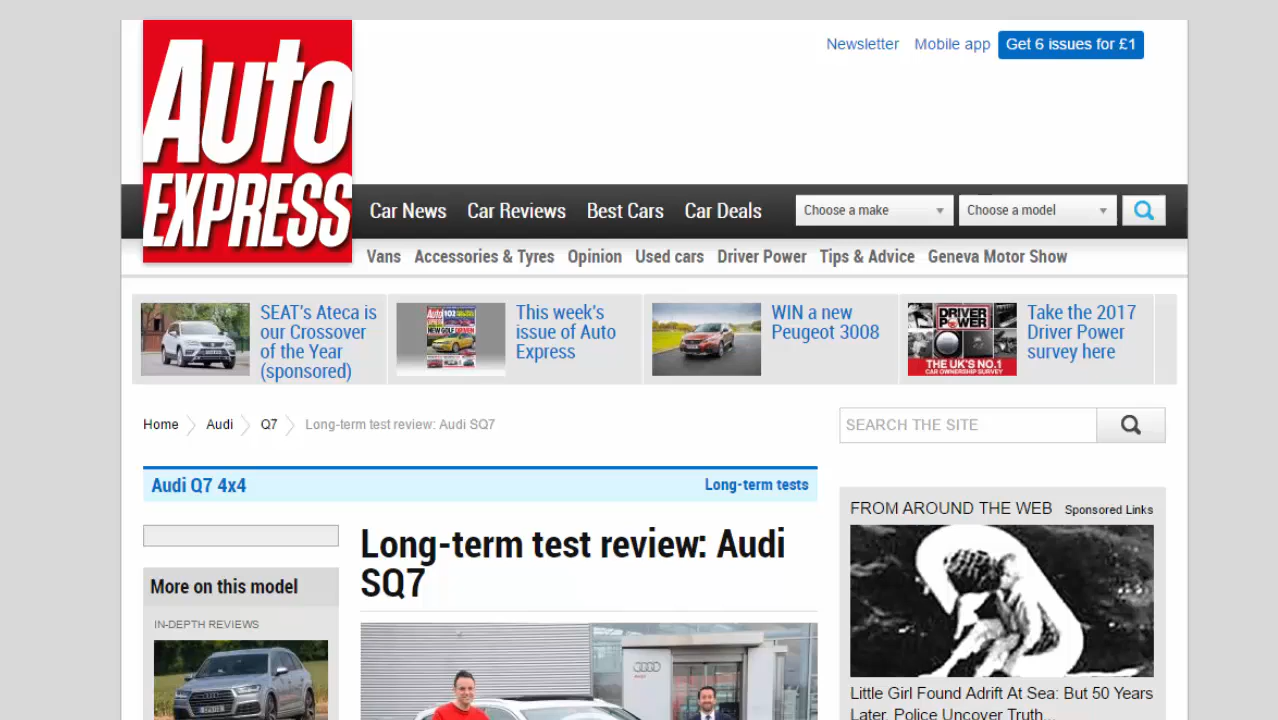 Newsletter Mobile app Get 6 issues for £1
Auto
EXPRESS
Car News Car Reviews Best Cars Car Deals Choose a make Choose a model
Vans Accessories & Tyres Opinion Used cars Driver Power Tips & Advice Geneva Motor Show
SEAT's Ateca is
our Crossover
of the Year
(sponsored)
Auto
102
NEW GOLF DRIVEN
This week's
issue of Auto
Express
WIN a new
Peugeot 3008
DRIVER
POWER
THE UK'S NO.1
CAR OWNERSHIP SURVEY
Take the 2017
Driver Power
survey here
Home Audi Q7 Long-term test review: Audi SQ7
SEARCH THE SITE
Audi Q7 4x4 Long-term tests
FROM AROUND THE WEB Sponsored Links
Long-term test review: Audi
SQ7
More on this model
IN-DEPTH REVIEWS
Little Girl Found Adrift At Sea: But 50 Years
Later, Police Uncover Truth...